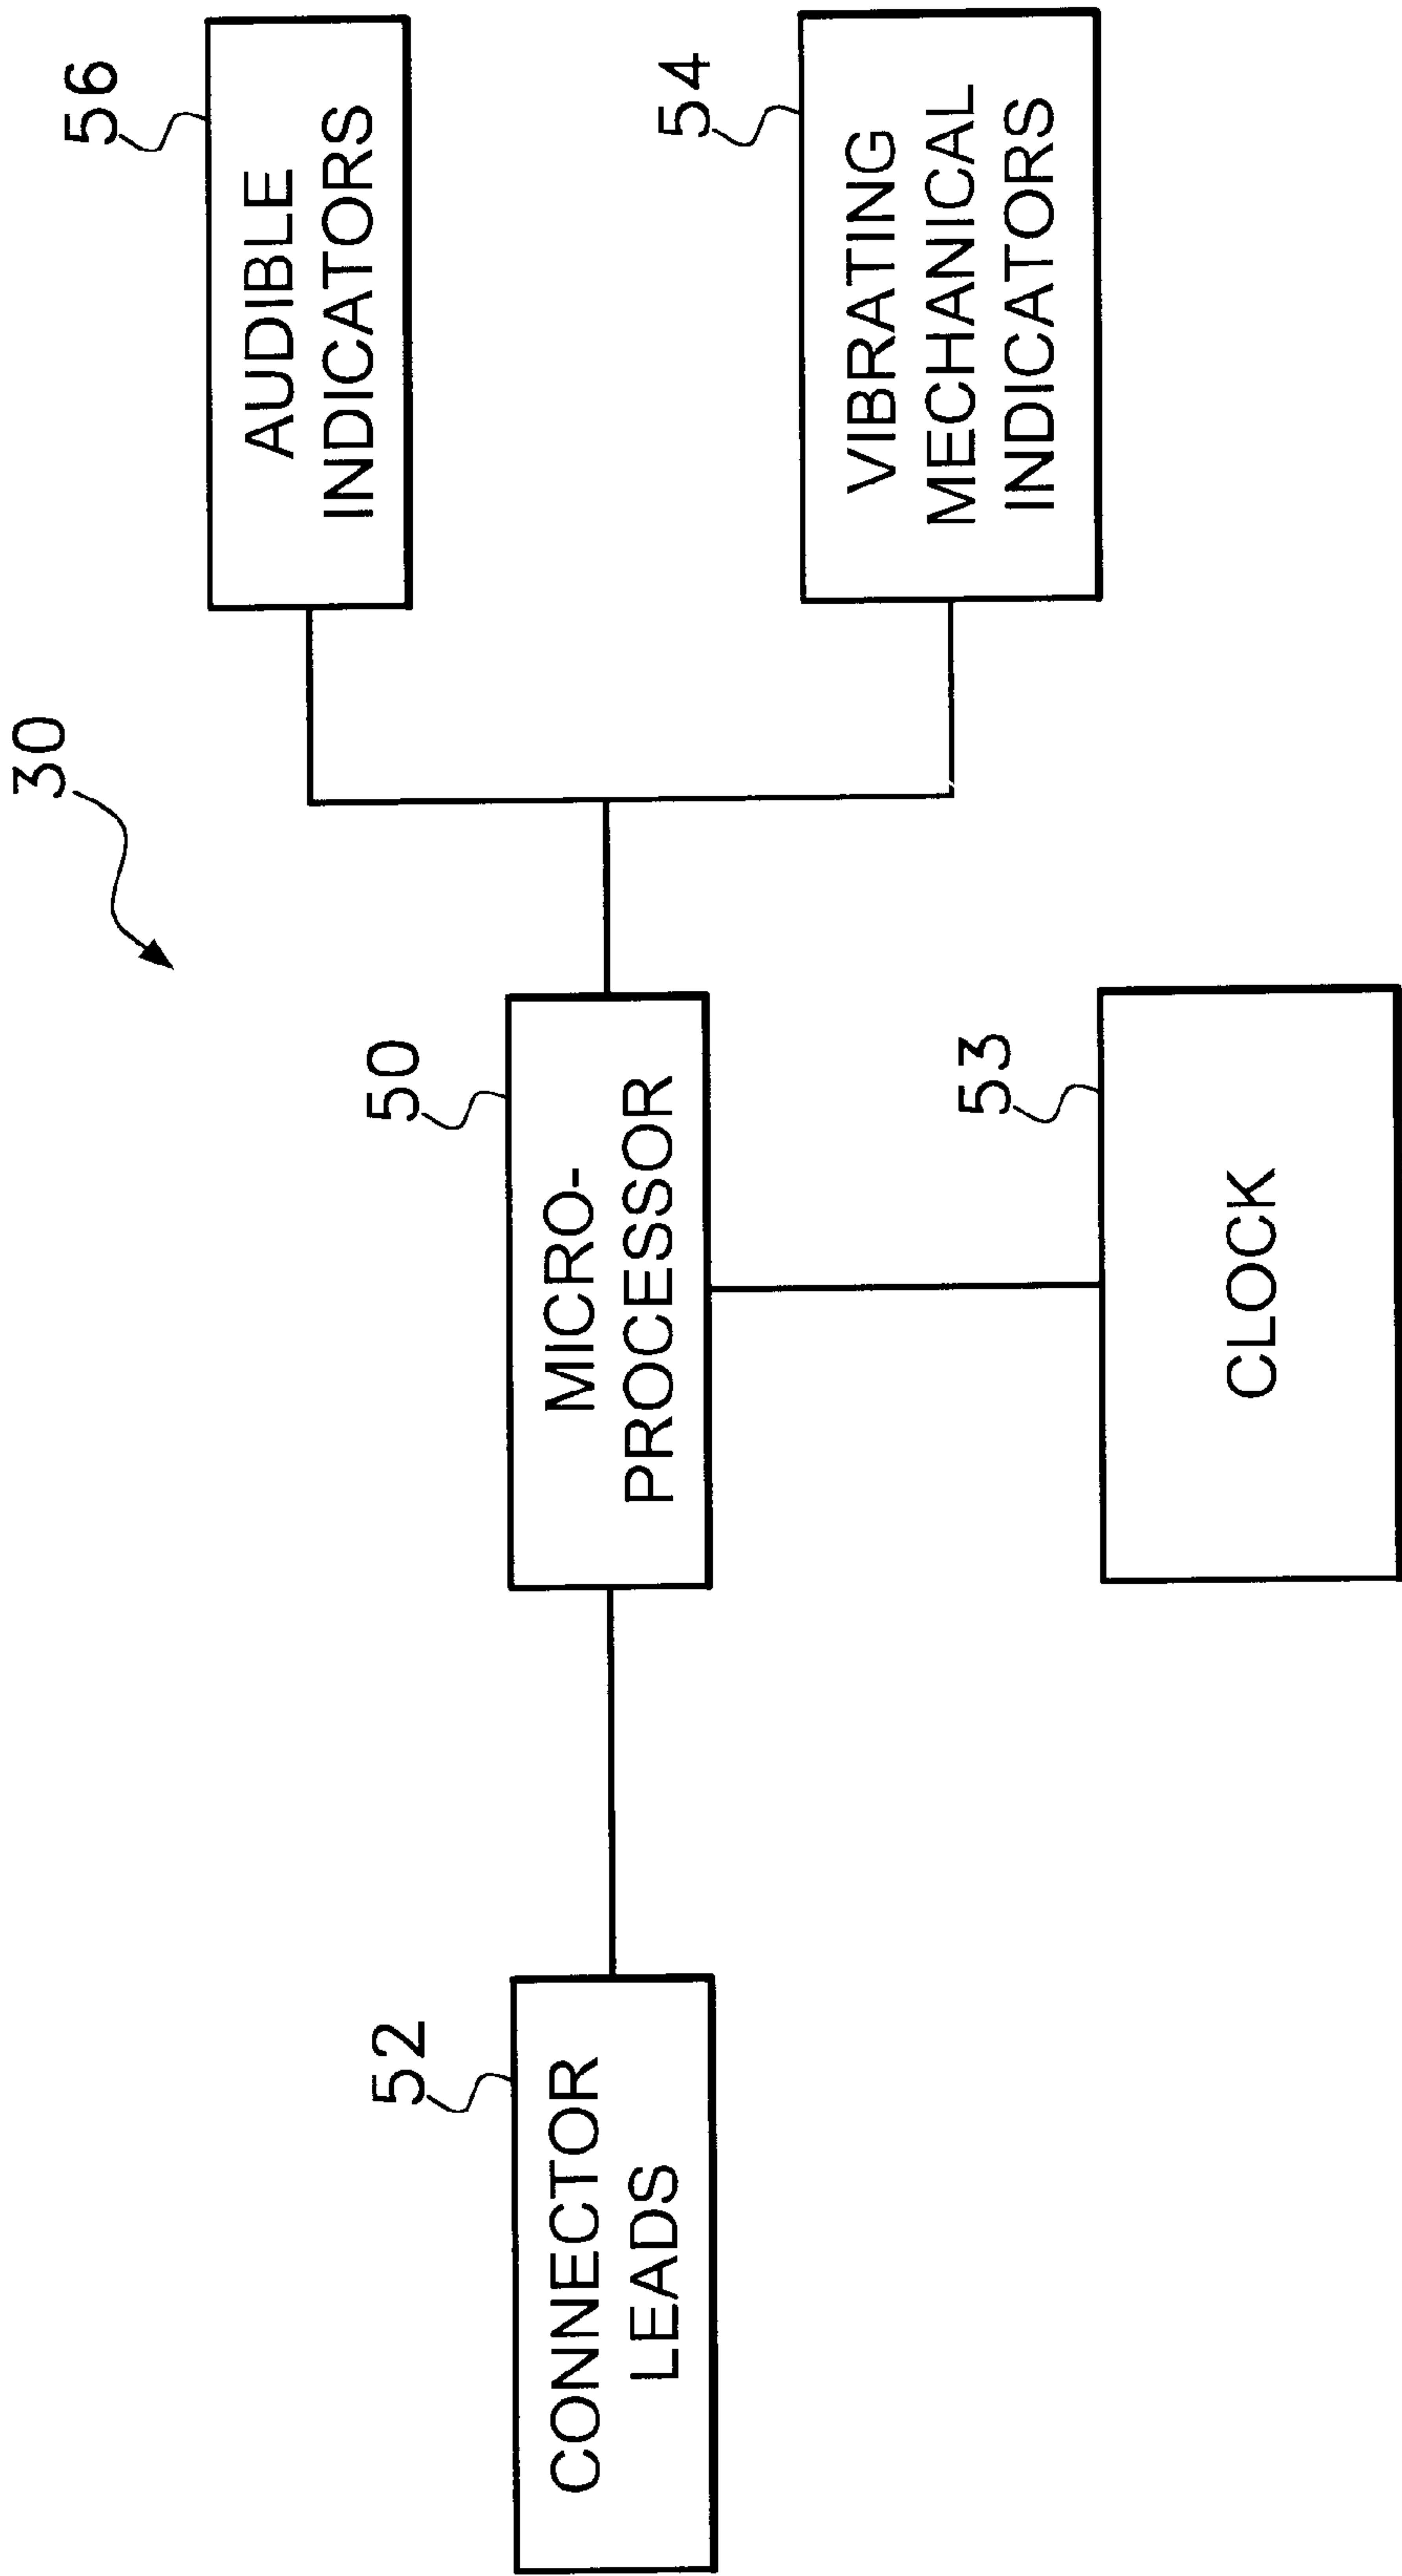 30
56
AUDIBLE
INDICATORS
50
MICRO-
PROCESSOR
52
CONNECTOR
LEADS
54
VIBRATING
MECHANICAL
INDICATORS
53
CLOCK